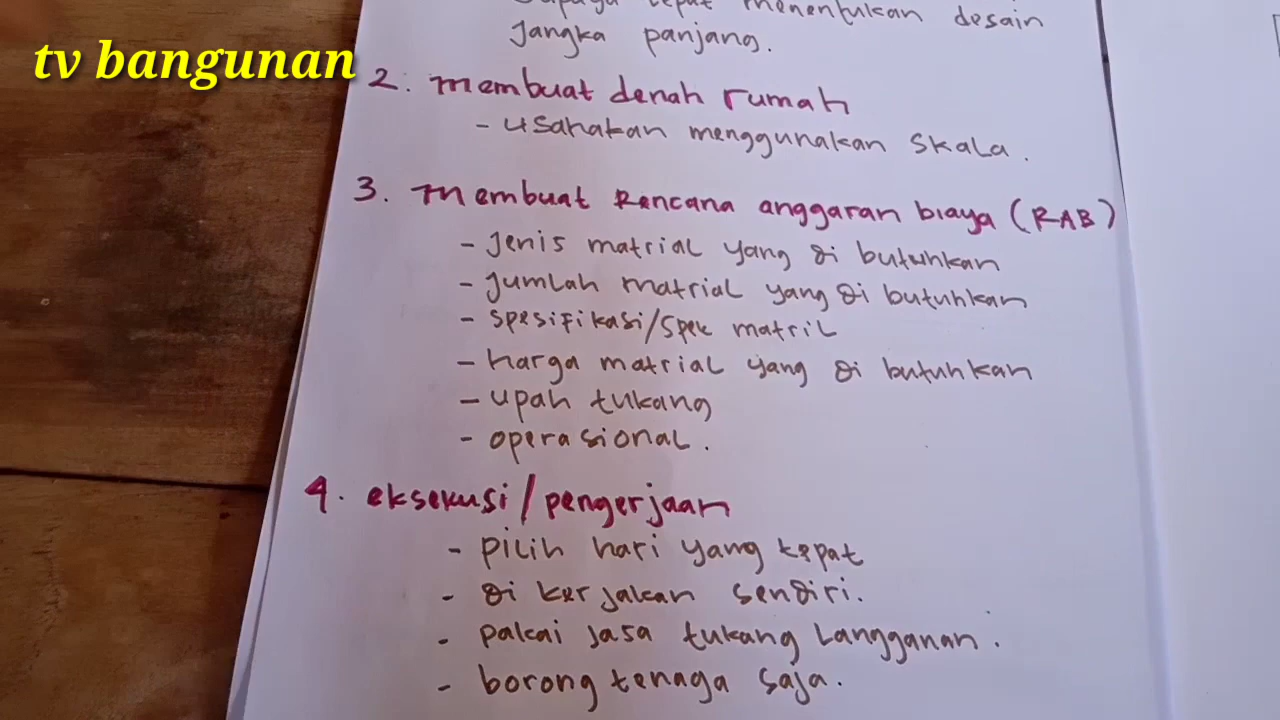 tv bangunan
menentukan desain
jangka panjang.
2. membuat denah rumah
- usahakan menggunakan skala.
3. membuat Rencana anggaran biaya (RAB)
- jenis matrial yang di butuhkan
- jumlah matrial yang di butuhkan
- spesifikasi/spek matril
- harga matrial yang di butuhkan
- upah tukang
- operasional.
4. eksekusi/pengerjaan
- pilih hari yang tepat
- di kerjakan sendiri.
- pakai jasa tukang Langganan.
- borong tenaga saja.